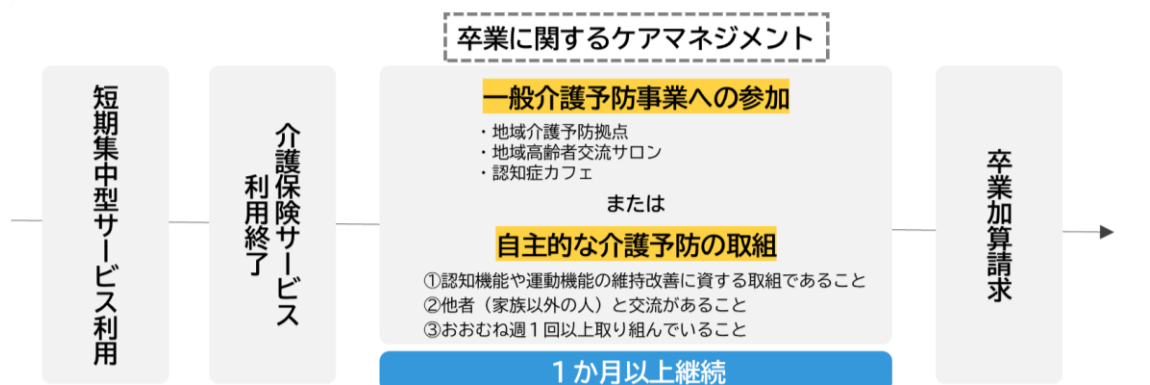 卒業に関するケアマネジメント
短期集中型サービス利用
介護保険サービス
利用終了
一般介護予防事業への参加
・地域介護予防拠点
・地域高齢者交流サロン
・認知症カフェ
または
自主的な介護予防の取組
①認知機能や運動機能の維持改善に資する取組であること
②他者（家族以外の人）と交流があること
③おおむね週１回以上取り組んでいること
１か月以上継続
卒業加算請求